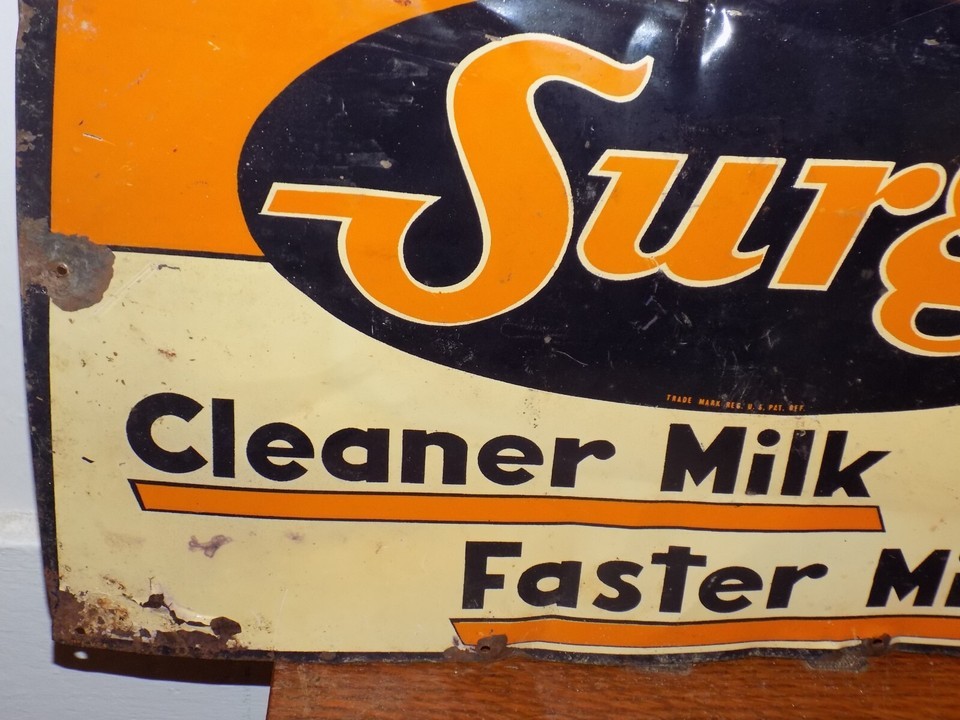 Surg
TRADE MARK REG. U.S. PAT. OFF.
Cleaner Milk
Faster Mi